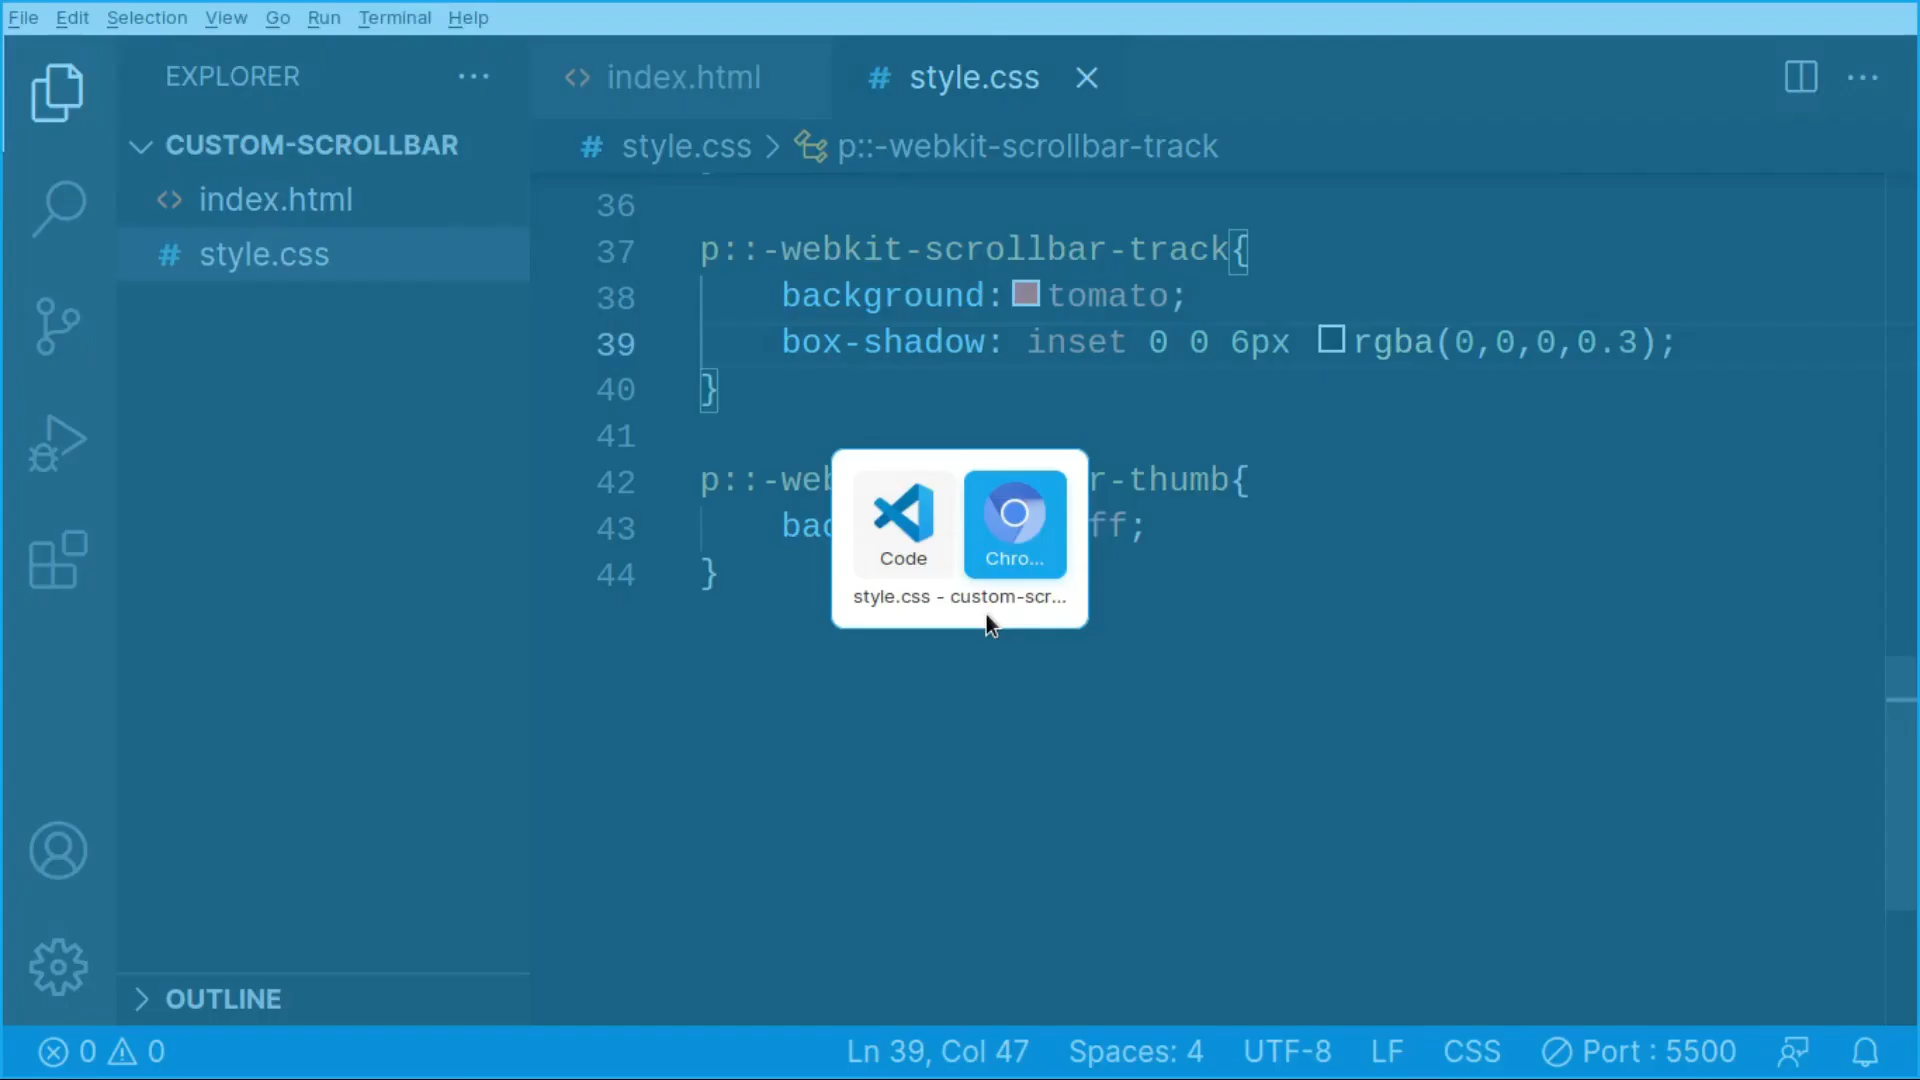 File Edit Selection View Go Run Terminal Help
EXPLORER
index.html
style.css
CUSTOM-SCROLLBAR
index.html
style.css
style.css > p::-webkit-scrollbar-track
36
37 p::-webkit-scrollbar-track{
38 background: tomato;
39 box-shadow: inset 0 0 6px rgba(0,0,0,0.3);
40 }
41
42 p::-web r-thumb{
43 bac ff;
44 }
Code
Chro...
style.css - custom-scr...
OUTLINE
0 0
Ln 39, Col 47 Spaces: 4 UTF-8 LF CSS Port : 5500